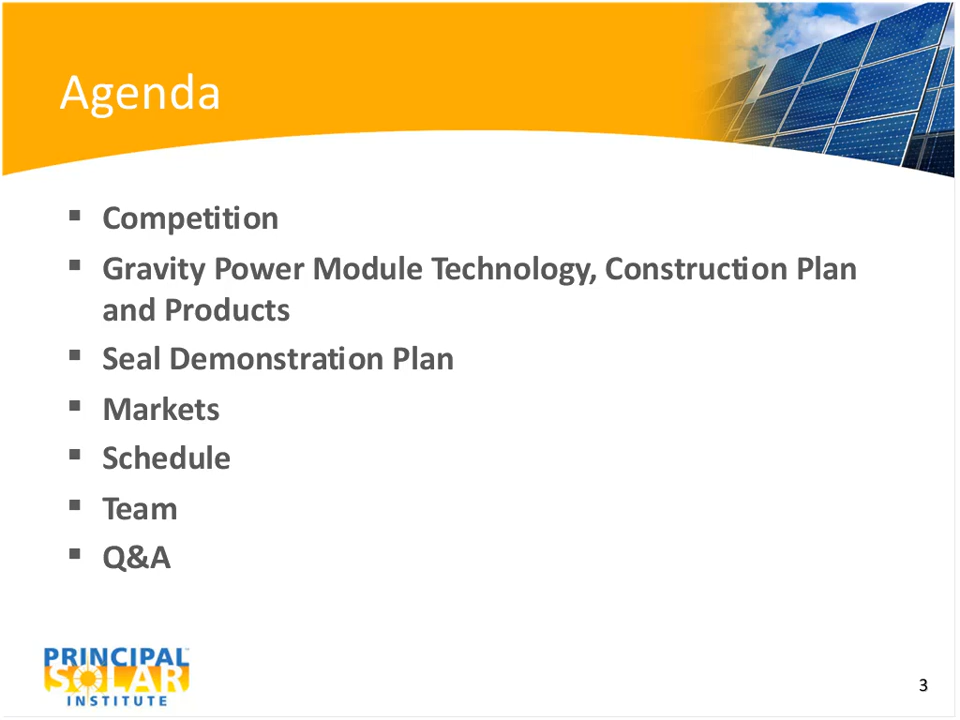 Agenda
▪ Competition
▪ Gravity Power Module Technology, Construction Plan
and Products
▪ Seal Demonstration Plan
▪ Markets
▪ Schedule
▪ Team
▪ Q&A
PRINCIPAL™
SOLAR
INSTITUTE
3